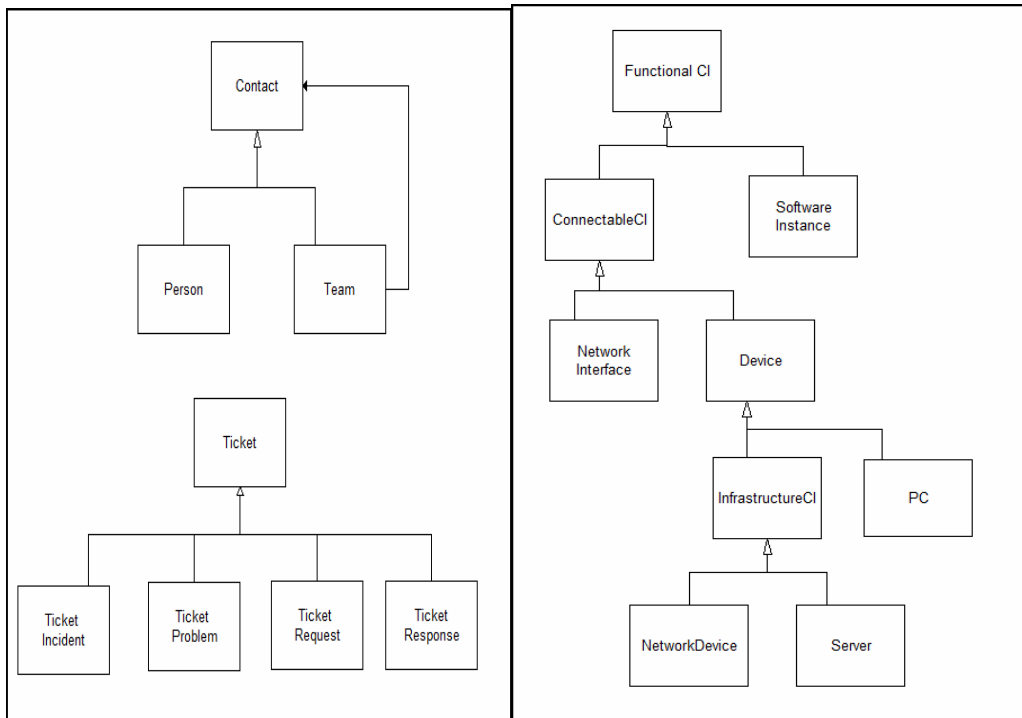 Contact
Person
Team
Ticket
Ticket
Incident
Ticket
Problem
Ticket
Request
Ticket
Response
Functional CI
ConnectableCI
Software
Instance
Network
Interface
Device
InfrastructureCI
PC
NetworkDevice
Server